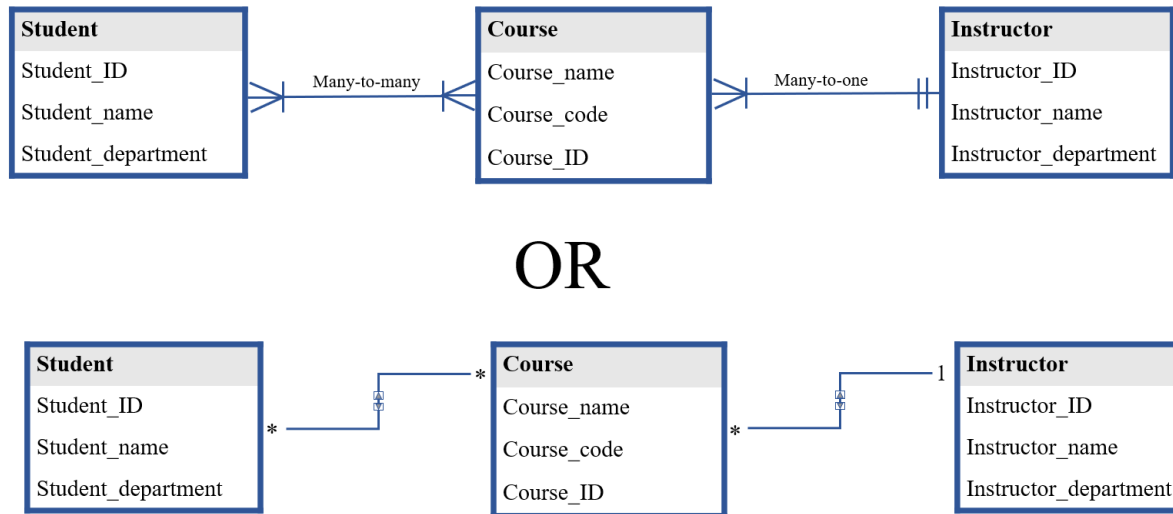 Student
Student_ID
Student_name
Student_department
Many-to-many
Course
Course_name
Course_code
Course_ID
Many-to-one
Instructor
Instructor_ID
Instructor_name
Instructor_department
OR
Student
Student_ID
Student_name
Student_department
*
*
Course
Course_name
Course_code
Course_ID
*
1
Instructor
Instructor_ID
Instructor_name
Instructor_department